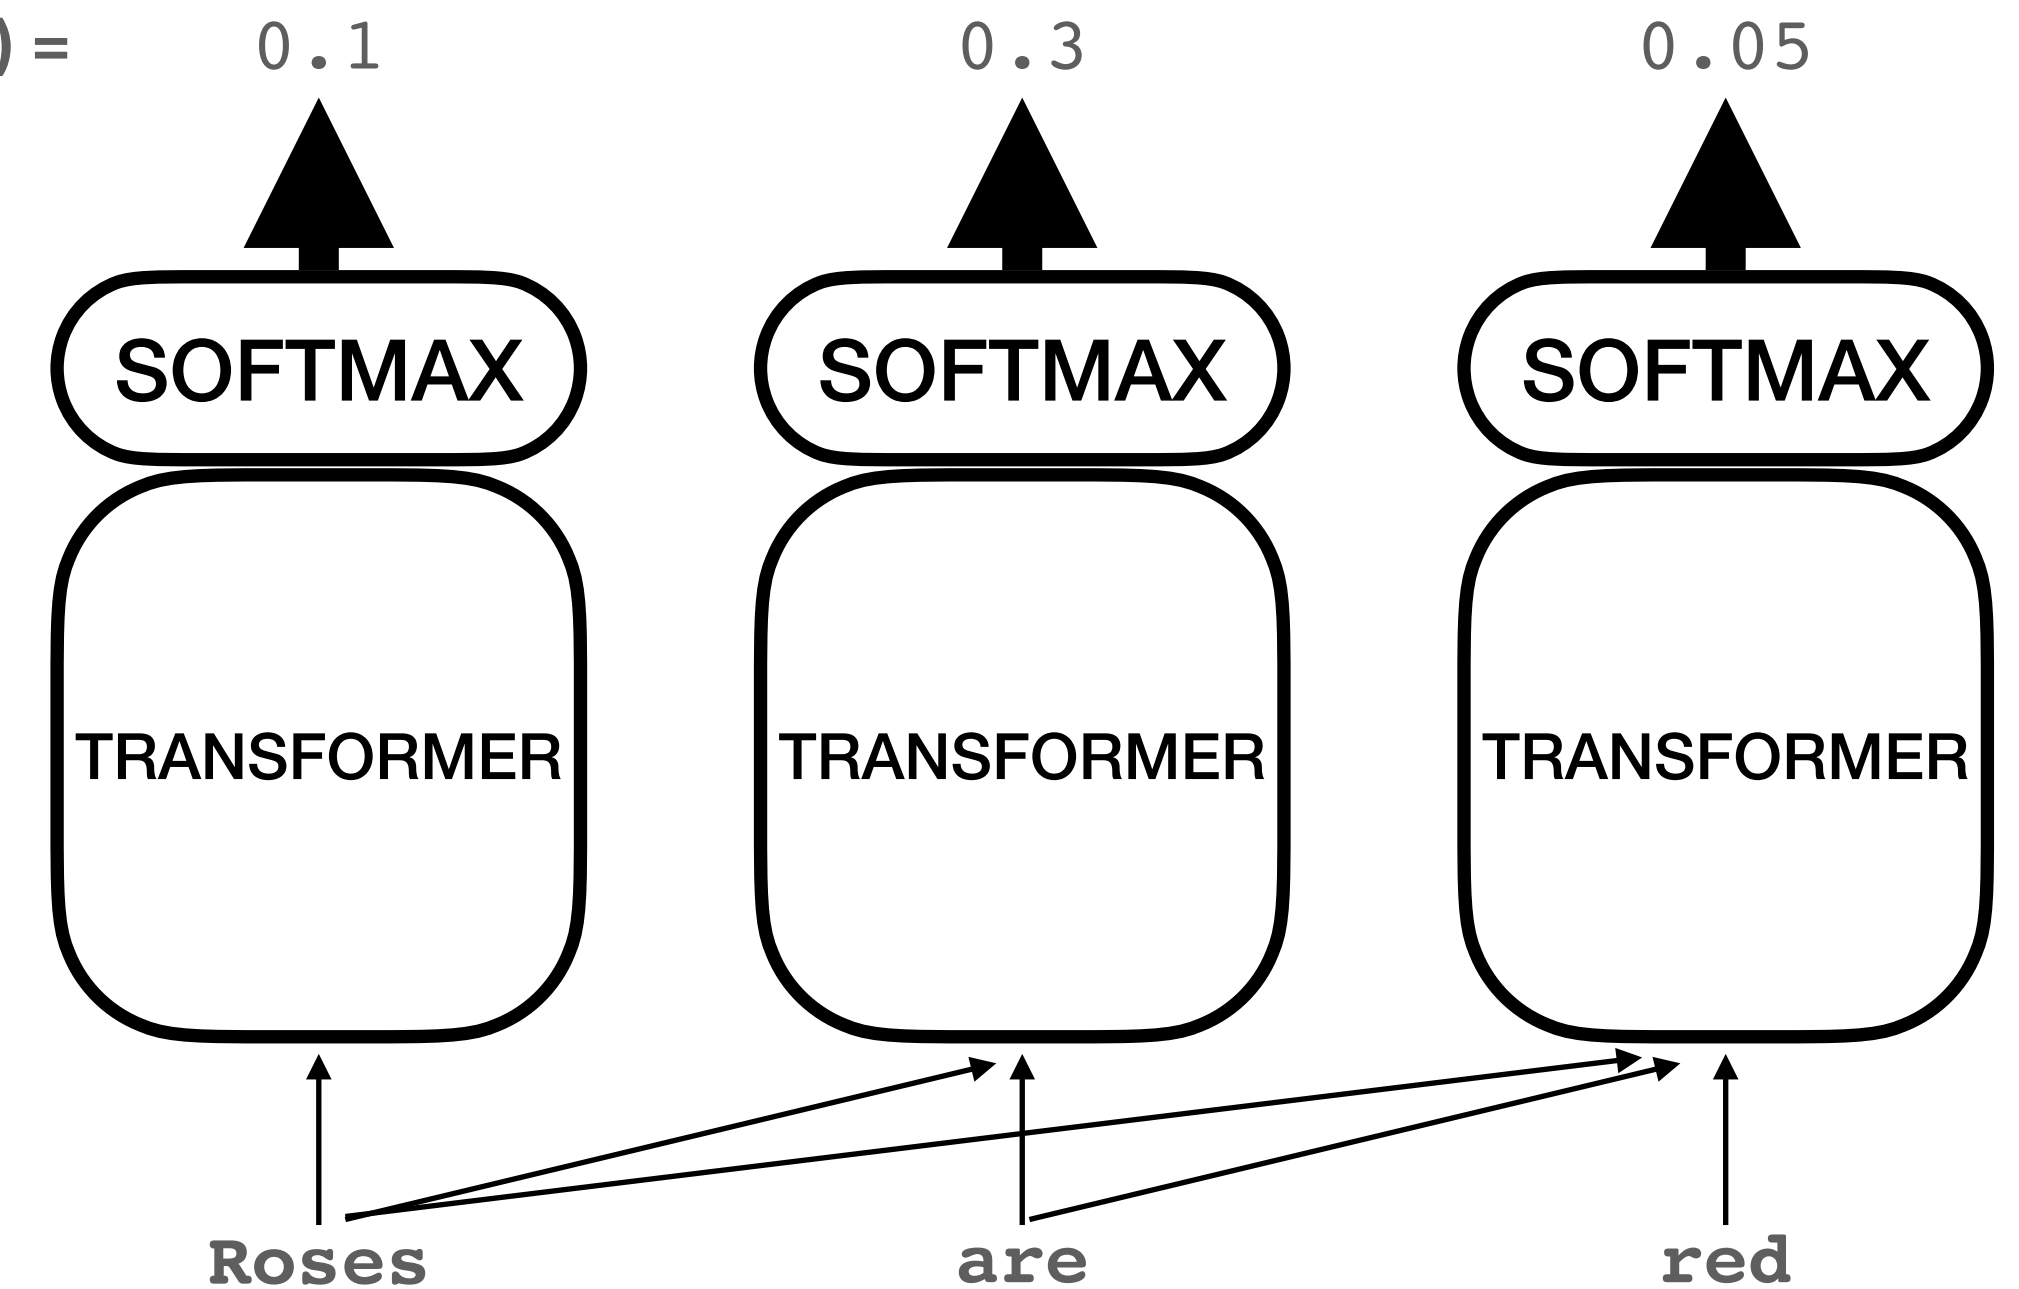 )= 0.1 0.3 0.05
SOFTMAX SOFTMAX SOFTMAX
TRANSFORMER TRANSFORMER TRANSFORMER
Roses are red